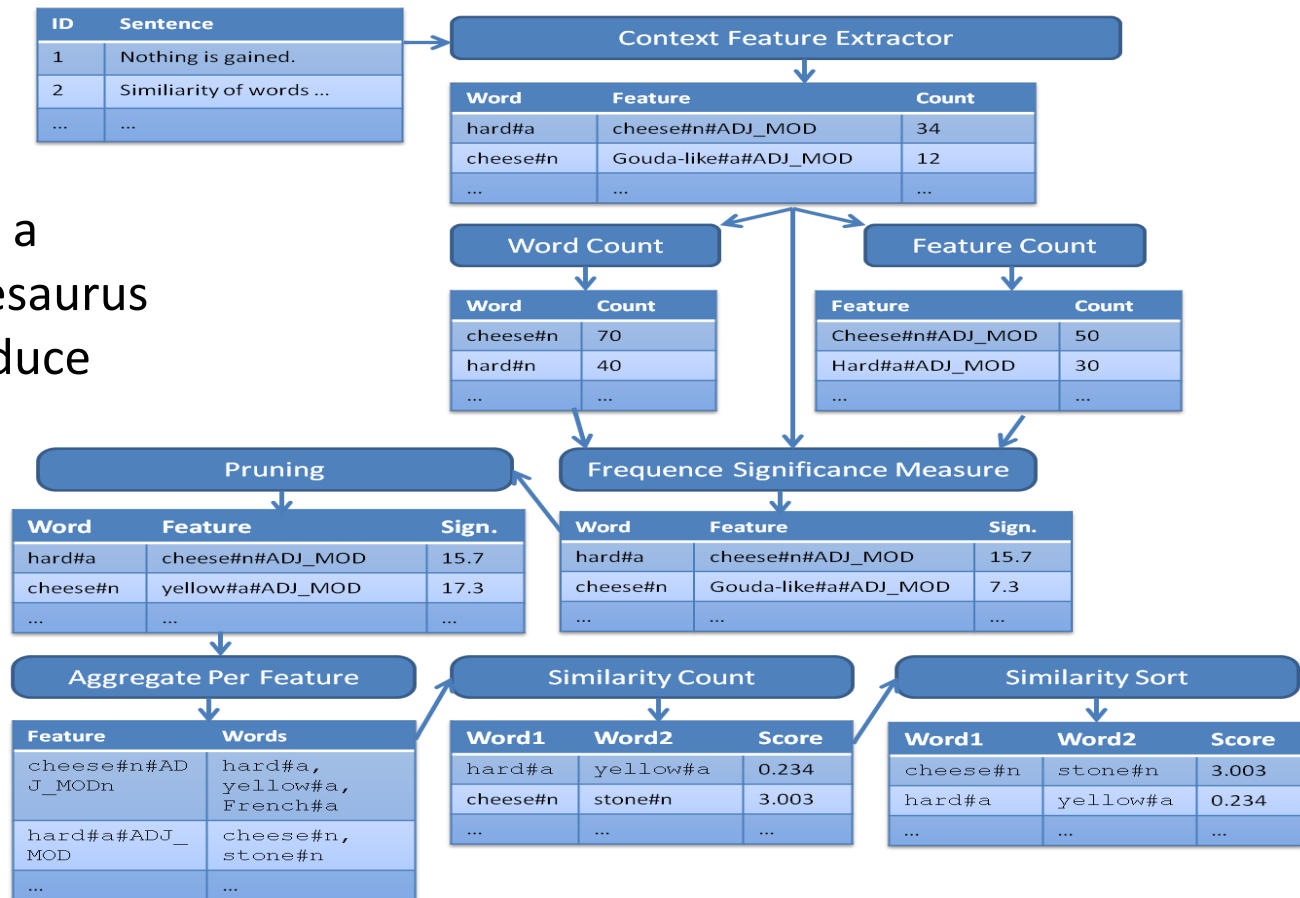 ID Sentence
1 Nothing is gained.
2 Similiarity of words ...
... ...
Context Feature Extractor
Word Feature Count
hard#a cheese#n#ADJ_MOD 34
cheese#n Gouda-like#a#ADJ_MOD 12
... ... ...
a
esaurus
duce
Word Count
Word Count
cheese#n 70
hard#n 40
... ...
Feature Count
Feature Count
Cheese#n#ADJ_MOD 50
Hard#a#ADJ_MOD 30
... ...
Frequence Significance Measure
Word Feature Sign.
hard#a cheese#n#ADJ_MOD 15.7
cheese#n Gouda-like#a#ADJ_MOD 7.3
... ... ...
Pruning
Word Feature Sign.
hard#a cheese#n#ADJ_MOD 15.7
cheese#n yellow#a#ADJ_MOD 17.3
... ... ...
Aggregate Per Feature
Feature Words
cheese#n#AD hard#a,
J_MODn yellow#a,
French#a
hard#a#ADJ_ cheese#n,
MOD stone#n
... ...
Similarity Count
Word1 Word2 Score
hard#a yellow#a 0.234
cheese#n stone#n 3.003
... ... ...
Similarity Sort
Word1 Word2 Score
cheese#n stone#n 3.003
hard#a yellow#a 0.234
... ... ...